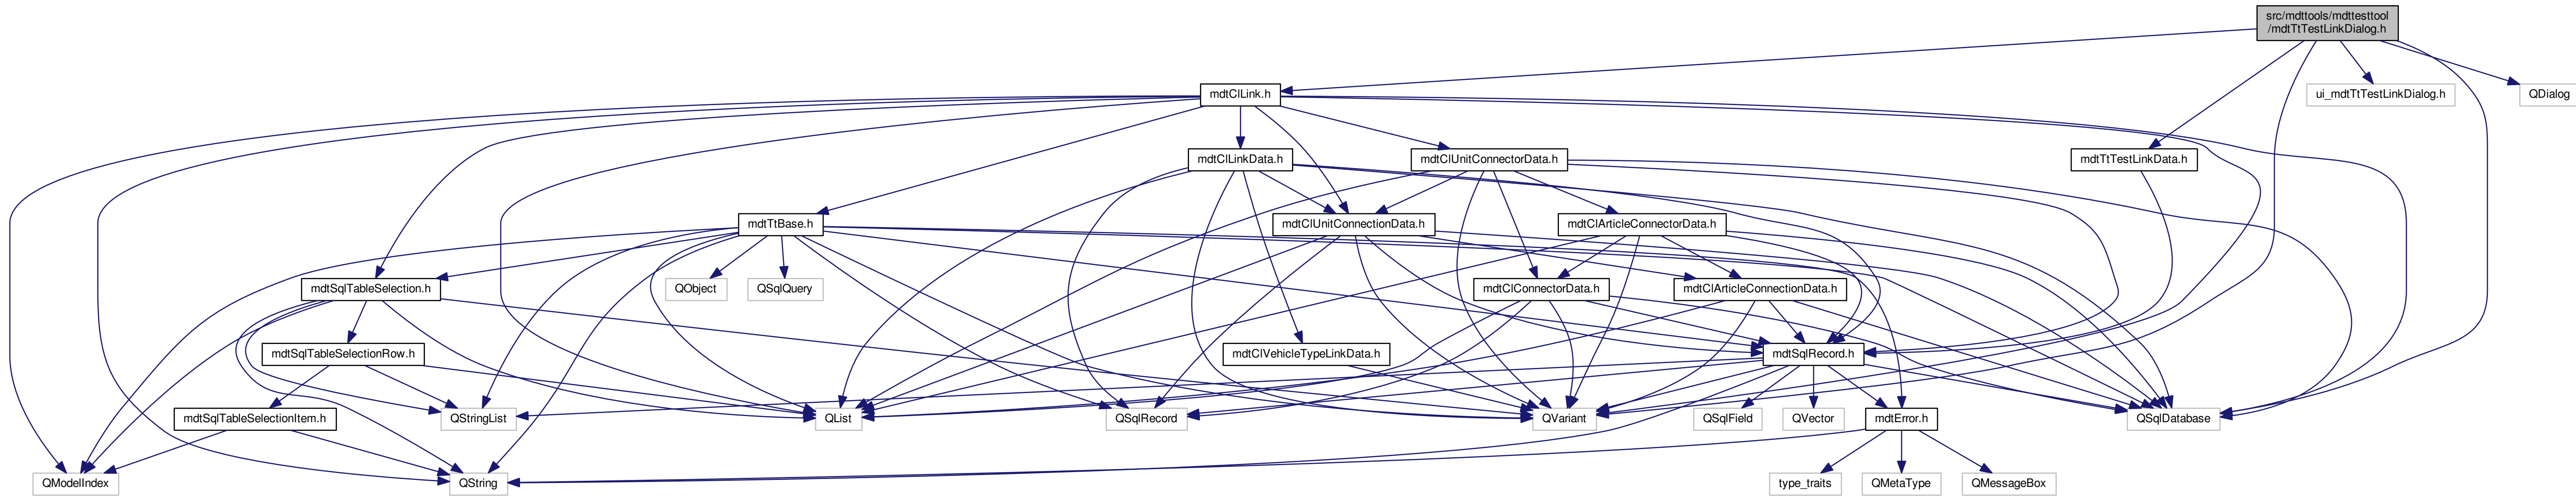 src/mdttools/mdttesttool
/mdtTtTestLinkDialog.h
mdtClLink.h
ui_mdtTtTestLinkDialog.h
QDialog
mdtClLinkData.h
mdtClUnitConnectorData.h
mdtTtTestLinkData.h
mdtTtBase.h
mdtClUnitConnectionData.h
mdtClArticleConnectorData.h
mdtSqlTableSelection.h
QObject
QSqlQuery
mdtClConnectorData.h
mdtClArticleConnectionData.h
mdtSqlTableSelectionRow.h
mdtClVehicleTypeLinkData.h
mdtSqlRecord.h
mdtSqlTableSelectionItem.h
QStringList
QList
QSqlRecord
QVariant
QSqlField
QVector
mdtError.h
QSqlDatabase
QModelIndex
QString
type_traits
QMetaType
QMessageBox